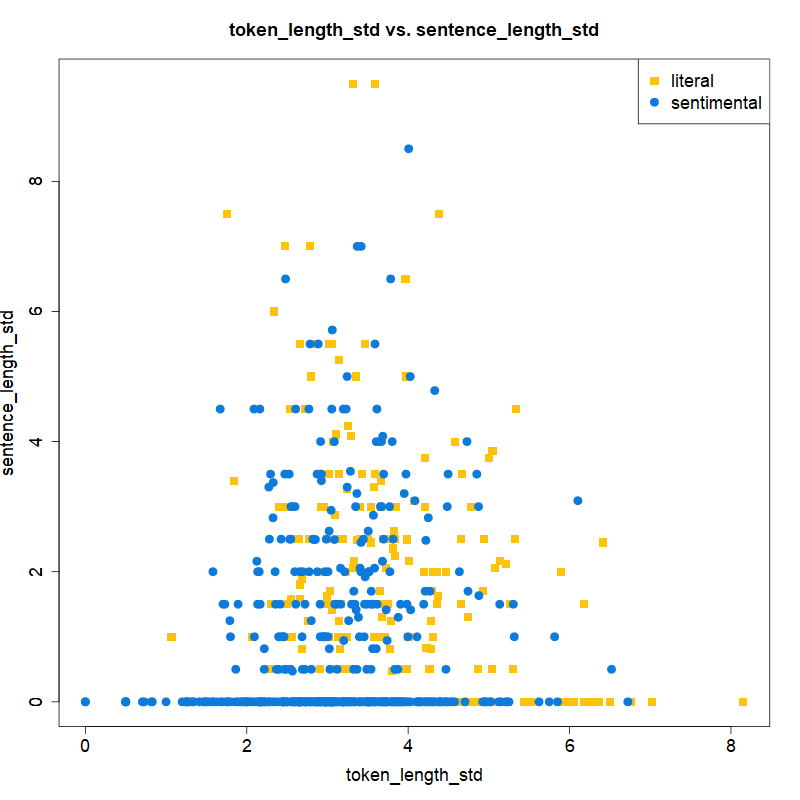 token_length_std vs. sentence_length_std
literal
sentimental
8
6
4
2
0
sentence_length_std
0 2 4 6 8
token_length_std